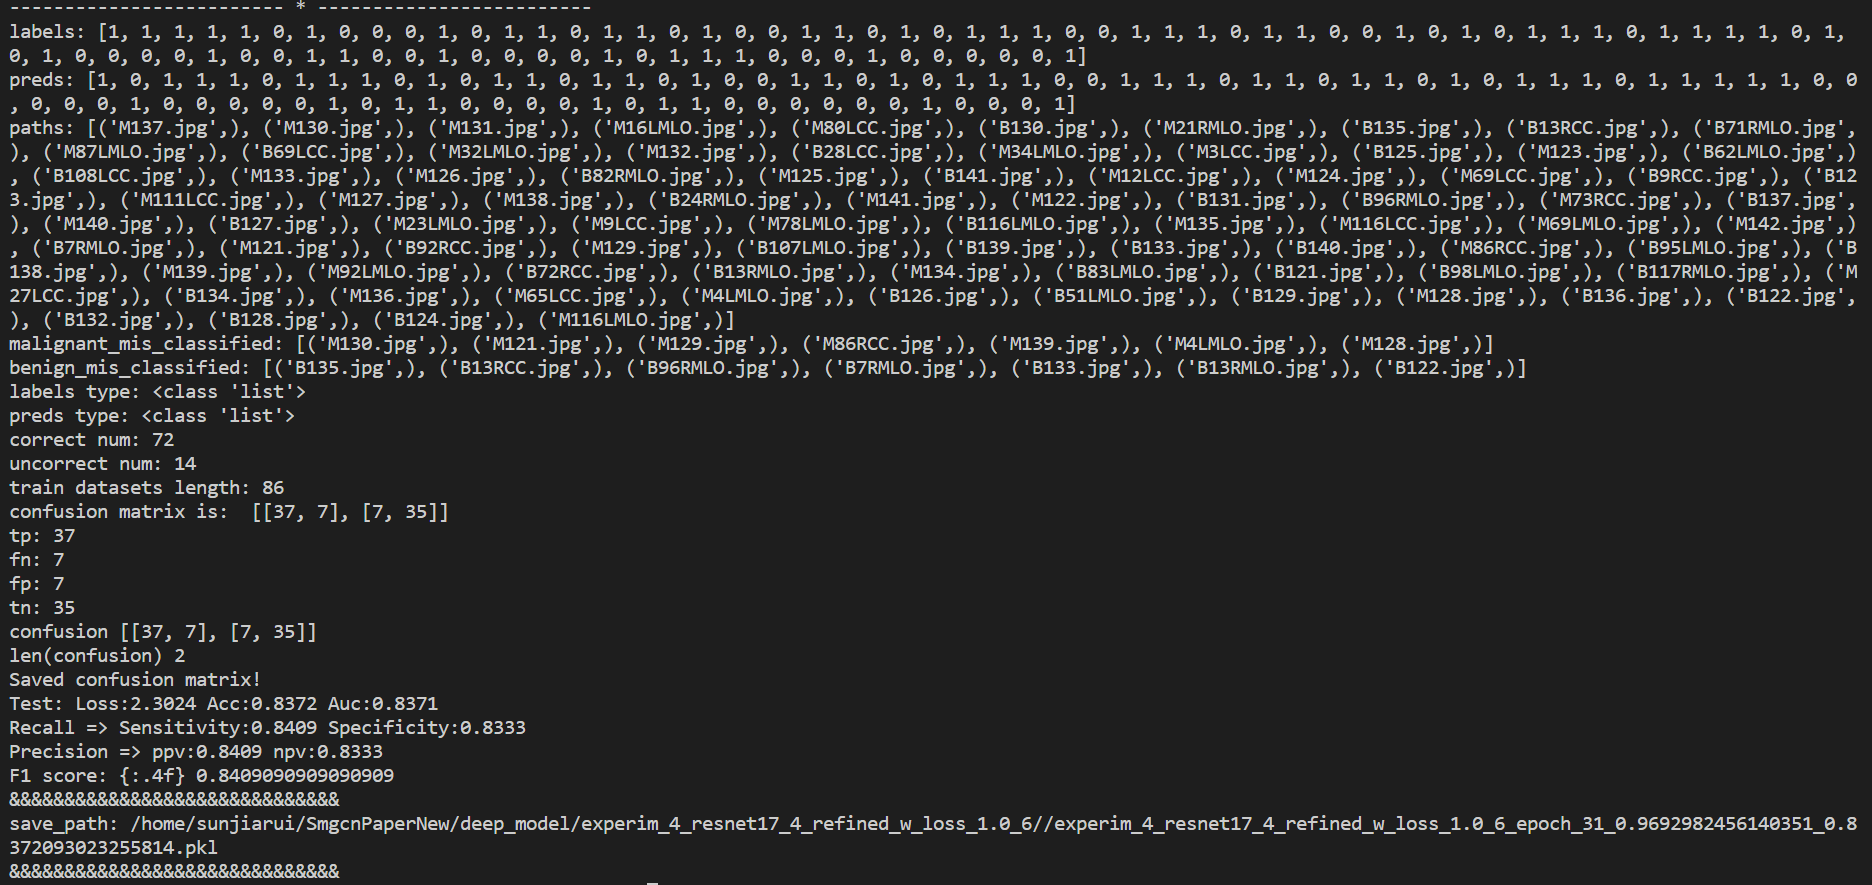 ------------------------- * -------------------------
labels: [1, 1, 1, 1, 1, 0, 1, 0, 0, 0, 1, 0, 1, 1, 0, 1, 1, 0, 1, 0, 0, 1, 1, 0, 1, 0, 1, 1, 1, 0, 0, 1, 1, 1, 0, 1, 1, 0, 0, 1, 0, 1, 0, 1, 1, 1, 0, 1, 1, 1, 1, 0, 1,
0, 1, 0, 0, 0, 0, 1, 0, 0, 1, 1, 0, 0, 1, 0, 0, 0, 0, 1, 0, 1, 1, 1, 0, 0, 0, 1, 0, 0, 0, 0, 0, 1]
preds: [1, 0, 1, 1, 1, 0, 1, 1, 1, 0, 1, 0, 1, 1, 0, 1, 1, 0, 1, 0, 0, 1, 1, 0, 1, 0, 1, 1, 1, 0, 0, 1, 1, 1, 0, 1, 1, 0, 1, 1, 0, 1, 0, 1, 1, 1, 0, 1, 1, 1, 1, 1, 0, 0
, 0, 0, 0, 1, 0, 0, 0, 0, 0, 1, 0, 1, 1, 0, 0, 0, 0, 1, 0, 1, 1, 0, 0, 0, 0, 0, 0, 1, 0, 0, 0, 1]
paths: [('M137.jpg',), ('M130.jpg',), ('M131.jpg',), ('M16LMLO.jpg',), ('M80LCC.jpg',), ('B130.jpg',), ('M21RMLO.jpg',), ('B135.jpg',), ('B13RCC.jpg',), ('B71RMLO.jpg',
), ('M87LMLO.jpg',), ('B69LCC.jpg',), ('M32LMLO.jpg',), ('M132.jpg',), ('B28LCC.jpg',), ('M34LMLO.jpg',), ('M3LCC.jpg',), ('B125.jpg',), ('M123.jpg',), ('B62LMLO.jpg',)
, ('B108LCC.jpg',), ('M133.jpg',), ('M126.jpg',), ('B82RMLO.jpg',), ('M125.jpg',), ('B141.jpg',), ('M12LCC.jpg',), ('M124.jpg',), ('M69LCC.jpg',), ('B9RCC.jpg',), ('B12
3.jpg',), ('M111LCC.jpg',), ('M127.jpg',), ('M138.jpg',), ('B24RMLO.jpg',), ('M141.jpg',), ('M122.jpg',), ('B131.jpg',), ('B96RMLO.jpg',), ('M73RCC.jpg',), ('B137.jpg',
), ('M140.jpg',), ('B127.jpg',), ('M23LMLO.jpg',), ('M9LCC.jpg',), ('M78LMLO.jpg',), ('B116LMLO.jpg',), ('M135.jpg',), ('M116LCC.jpg',), ('M69LMLO.jpg',), ('M142.jpg',)
, ('B7RMLO.jpg',), ('M121.jpg',), ('B92RCC.jpg',), ('M129.jpg',), ('B107LMLO.jpg',), ('B139.jpg',), ('B133.jpg',), ('B140.jpg',), ('M86RCC.jpg',), ('B95LMLO.jpg',), ('B
138.jpg',), ('M139.jpg',), ('M92LMLO.jpg',), ('B72RCC.jpg',), ('B13RMLO.jpg',), ('M134.jpg',), ('B83LMLO.jpg',), ('B121.jpg',), ('B98LMLO.jpg',), ('B117RMLO.jpg',), ('M
27LCC.jpg',), ('B134.jpg',), ('M136.jpg',), ('M65LCC.jpg',), ('M4LMLO.jpg',), ('B126.jpg',), ('B51LMLO.jpg',), ('B129.jpg',), ('M128.jpg',), ('B136.jpg',), ('B122.jpg',
), ('B132.jpg',), ('B128.jpg',), ('B124.jpg',), ('M116LMLO.jpg',)]
malignant_mis_classified: [('M130.jpg',), ('M121.jpg',), ('M129.jpg',), ('M86RCC.jpg',), ('M139.jpg',), ('M4LMLO.jpg',), ('M128.jpg',)]
benign_mis_classified: [('B135.jpg',), ('B13RCC.jpg',), ('B96RMLO.jpg',), ('B7RMLO.jpg',), ('B133.jpg',), ('B13RMLO.jpg',), ('B122.jpg',)]
labels type: <class 'list'>
preds type: <class 'list'>
correct num: 72
uncorrect num: 14
train datasets length: 86
confusion matrix is:  [[37, 7], [7, 35]]
tp: 37
fn: 7
fp: 7
tn: 35
confusion [[37, 7], [7, 35]]
len(confusion) 2
Saved confusion matrix!
Test: Loss:2.3024 Acc:0.8372 Auc:0.8371
Recall => Sensitivity:0.8409 Specificity:0.8333
Precision => ppv:0.8409 npv:0.8333
F1 score: {:.4f} 0.8409090909090909
&&&&&&&&&&&&&&&&&&&&&&&&&&&&&&
save_path: /home/sunjiarui/SmgcnPaperNew/deep_model/experim_4_resnet17_4_refined_w_loss_1.0_6//experim_4_resnet17_4_refined_w_loss_1.0_6_epoch_31_0.9692982456140351_0.8
372093023255814.pkl
&&&&&&&&&&&&&&&&&&&&&&&&&&&&&&